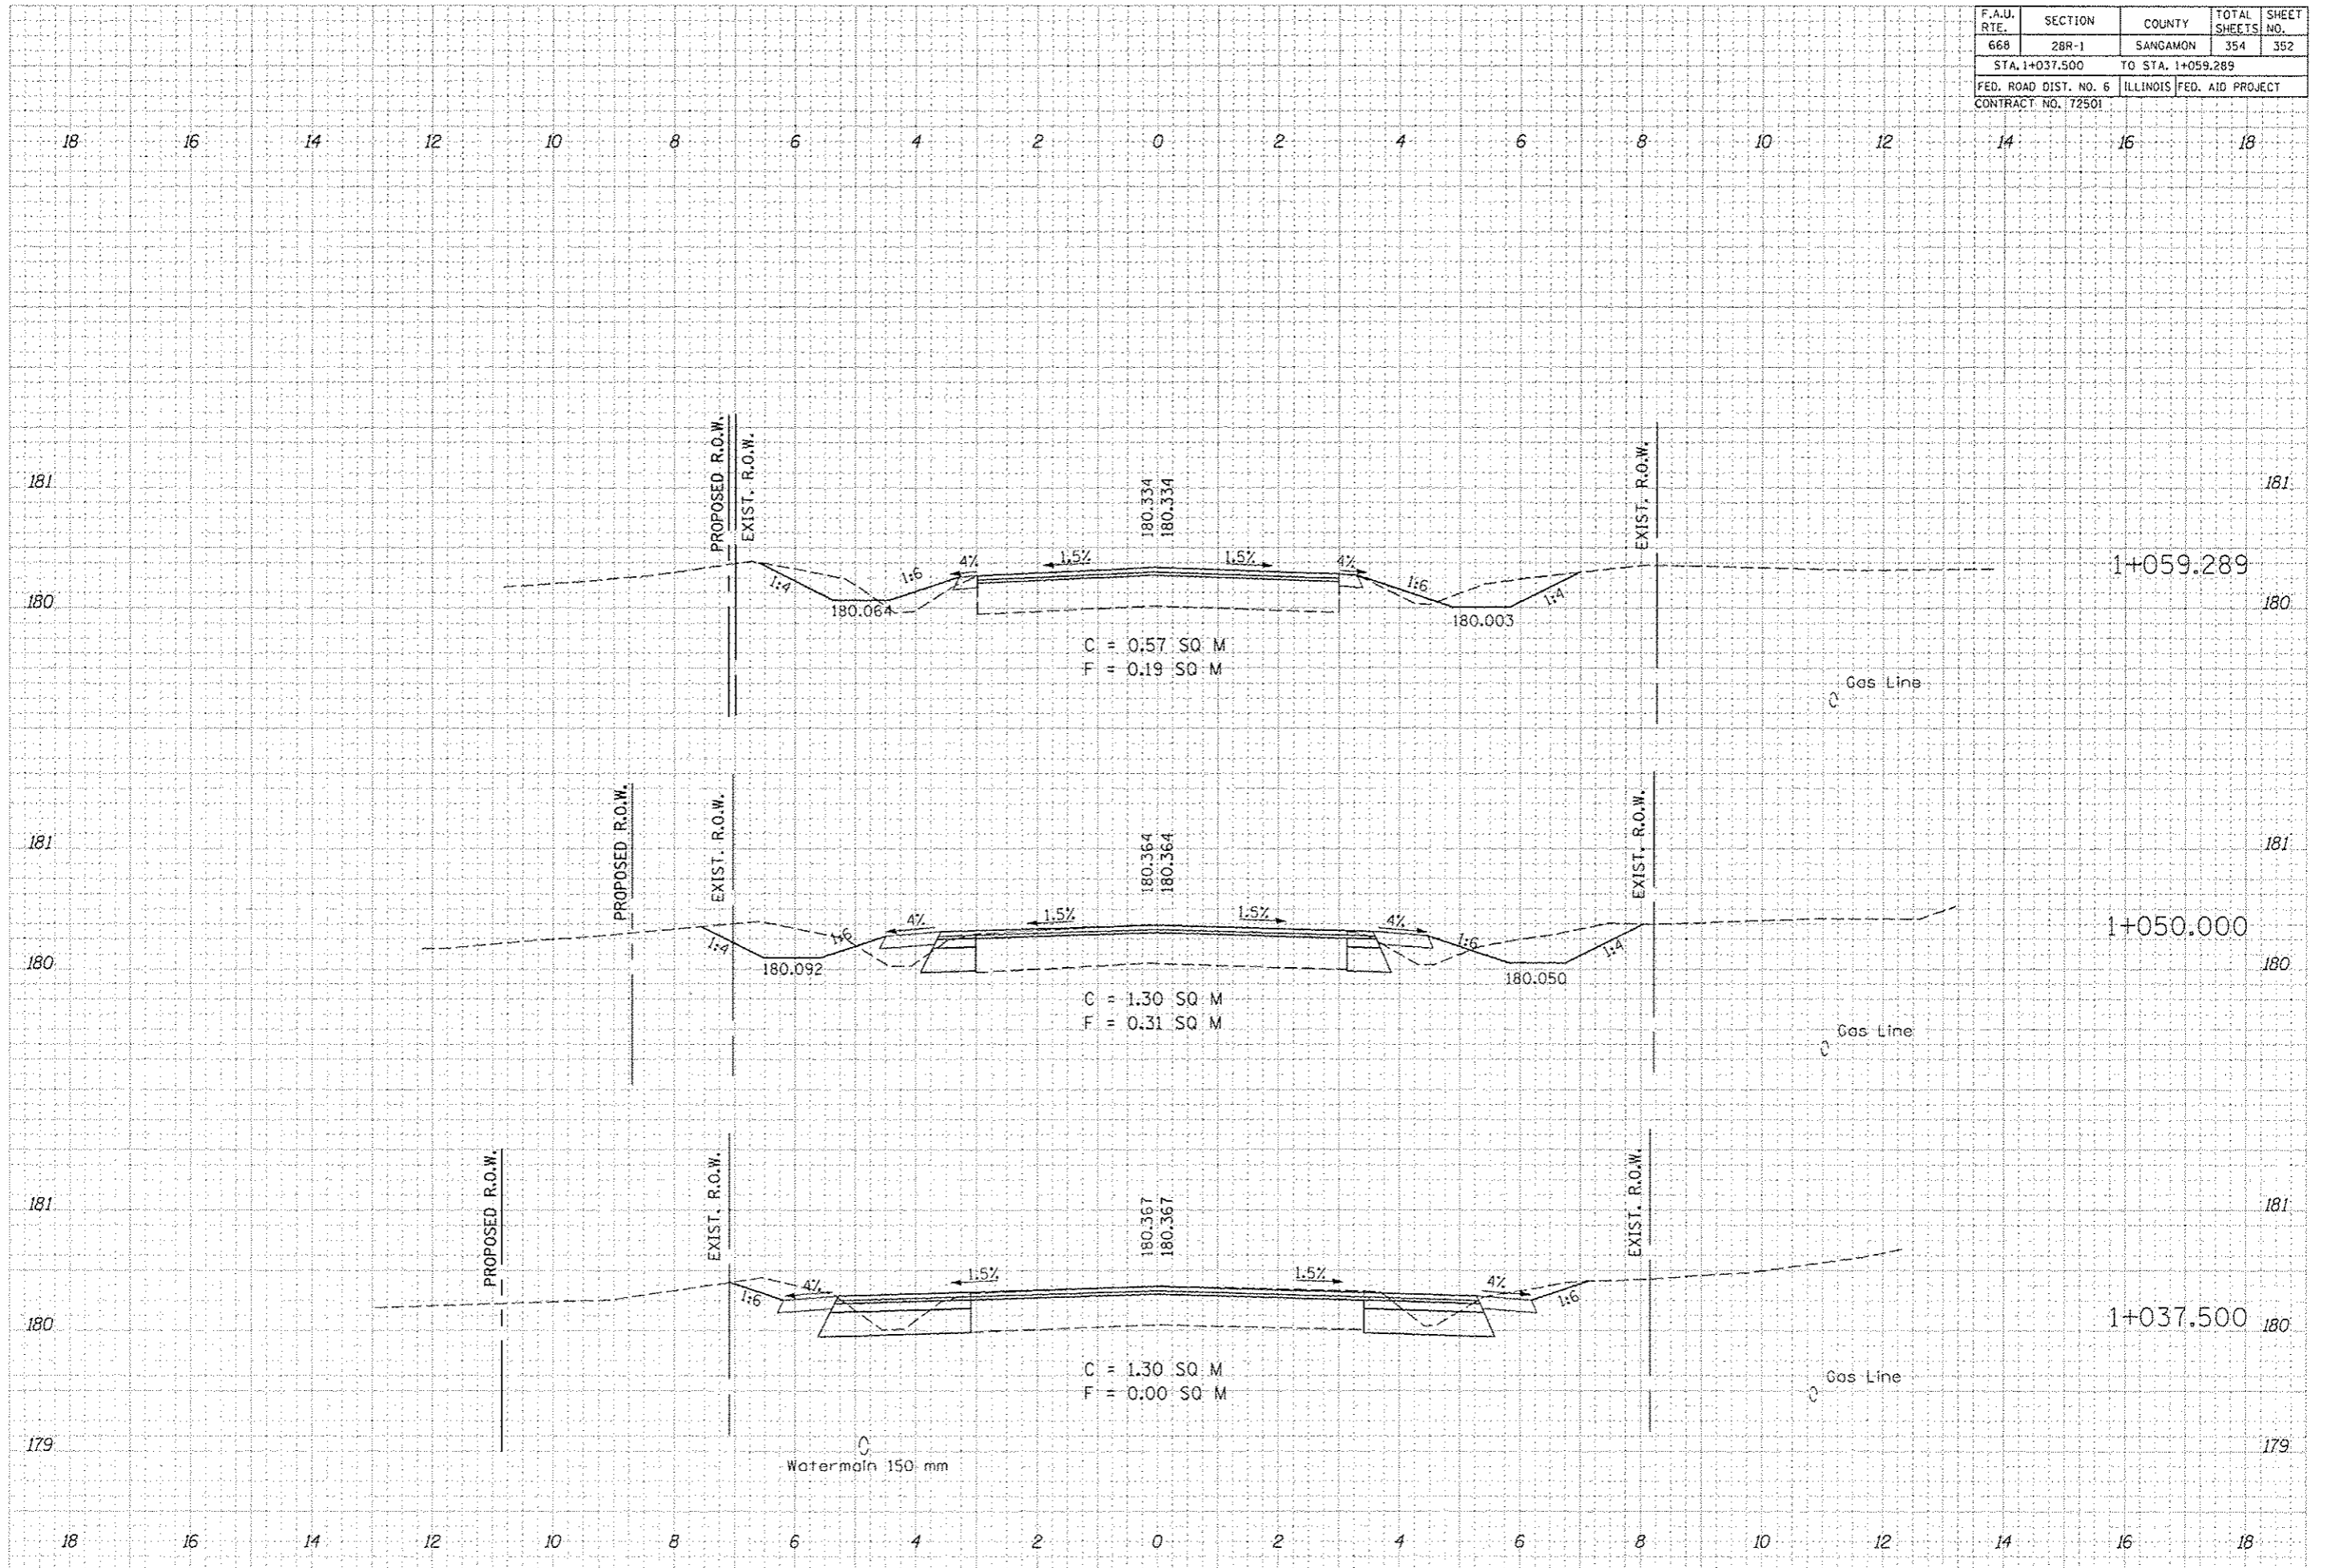 F.A.U. RTE. SECTION COUNTY TOTAL SHEETS SHEET NO.
668 28R-1 SANGAMON 354 352
STA. 1+037.500 TO STA. 1+059.289
FED. ROAD DIST. NO. 6 ILLINOIS FED. AID PROJECT
CONTRACT NO. 72501
18 16 14 12 10 8 6 4 2 0 2 4 6 8 10 12 14 16 18
PROPOSED R.O.W.
EXIST. R.O.W.
180.334
180.334
EXIST. R.O.W.
181 181
1:4 1:6 4% 1.5% 1.5% 4% 1:6 1:4
1+059.289
180 180.064 180.003 180
C = 0.57 SQ M
F = 0.19 SQ M
Gas Line
PROPOSED R.O.W.
EXIST. R.O.W.
180.364
180.364
EXIST. R.O.W.
181 181
1:4 1:6 4% 1.5% 1.5% 4% 1:6 1:4
1+050.000
180 180.092 180.050 180
C = 1.30 SQ M
F = 0.31 SQ M
Gas Line
PROPOSED R.O.W.
EXIST. R.O.W.
180.367
180.367
EXIST. R.O.W.
181 181
1:6 4% 1.5% 1.5% 4% 1:6
1+037.500
180 180
C = 1.30 SQ M
F = 0.00 SQ M
Gas Line
179 179
Watermain 150 mm
18 16 14 12 10 8 6 4 2 0 2 4 6 8 10 12 14 16 18